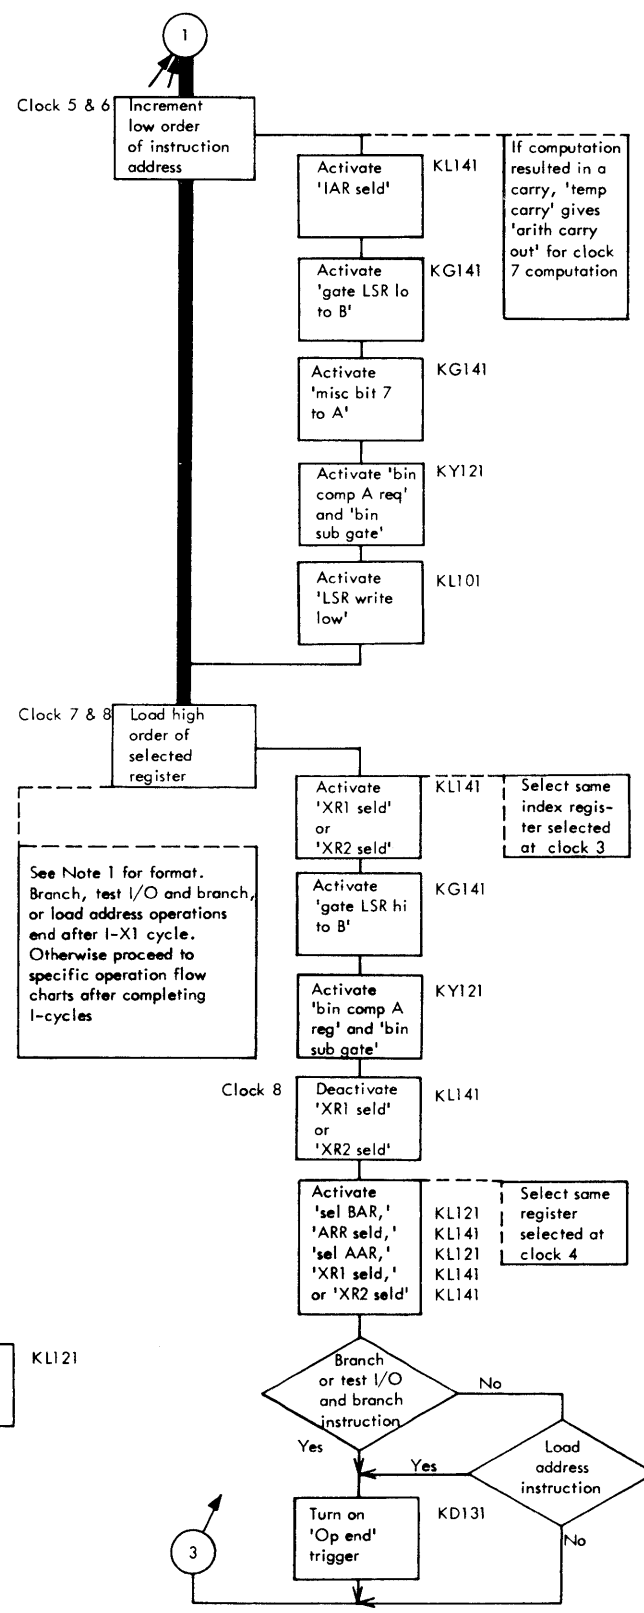 1
Clock 5 & 6
Increment
low order
of instruction
address
Activate
'IAR seld'
KL141
If computation
resulted in a
carry, 'temp
carry' gives
'arith carry
out' for clock
7 computation
Activate
'gate LSR lo
to B'
KG141
Activate
'misc bit 7
to A'
KG141
Activate 'bin
comp A req'
and 'bin
sub gate'
KY121
Activate
'LSR write
low'
KL101
Clock 7 & 8
Load high
order of
selected
register
Activate
'XR1 seld'
or
'XR2 seld'
KL141
Select same
index regis-
ter selected
at clock 3
See Note 1 for format.
Branch, test I/O and branch,
or load address operations
end after I-X1 cycle.
Otherwise proceed to
specific operation flow
charts after completing
I-cycles
Activate
'gate LSR hi
to B'
KG141
Activate
'bin comp A
reg' and 'bin
sub gate'
KY121
Clock 8
Deactivate
'XR1 seld'
or
'XR2 seld'
KL141
Activate
'sel BAR,'
'ARR seld,'
'sel AAR,'
'XR1 seld,'
or 'XR2 seld'
KL121
KL141
KL121
KL141
KL141
Select same
register
selected at
clock 4
KL121
Branch
or test I/O
and branch
instruction
No
Yes
Load
address
instruction
Yes
No
Turn on
'Op end'
trigger
KD131
3